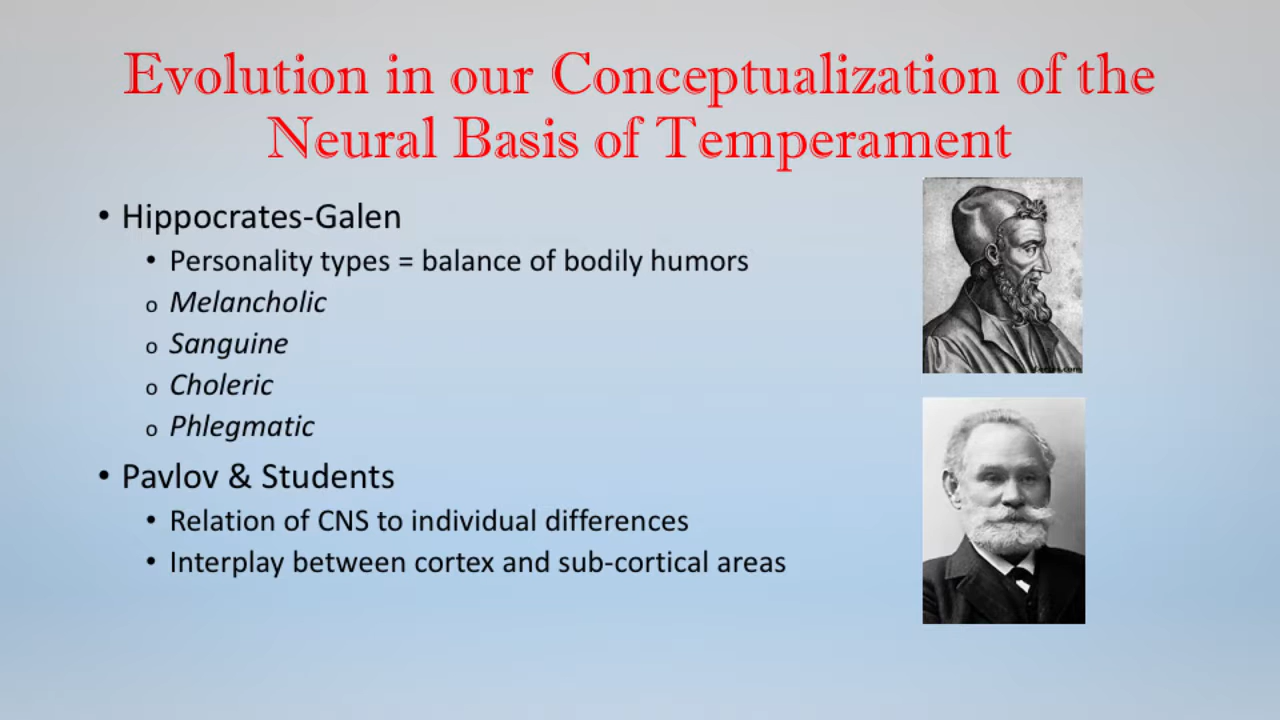 Evolution in our Conceptualization of the
Neural Basis of Temperament
• Hippocrates-Galen
• Personality types = balance of bodily humors
o Melancholic
o Sanguine
o Choleric
o Phlegmatic
• Pavlov & Students
• Relation of CNS to individual differences
• Interplay between cortex and sub-cortical areas